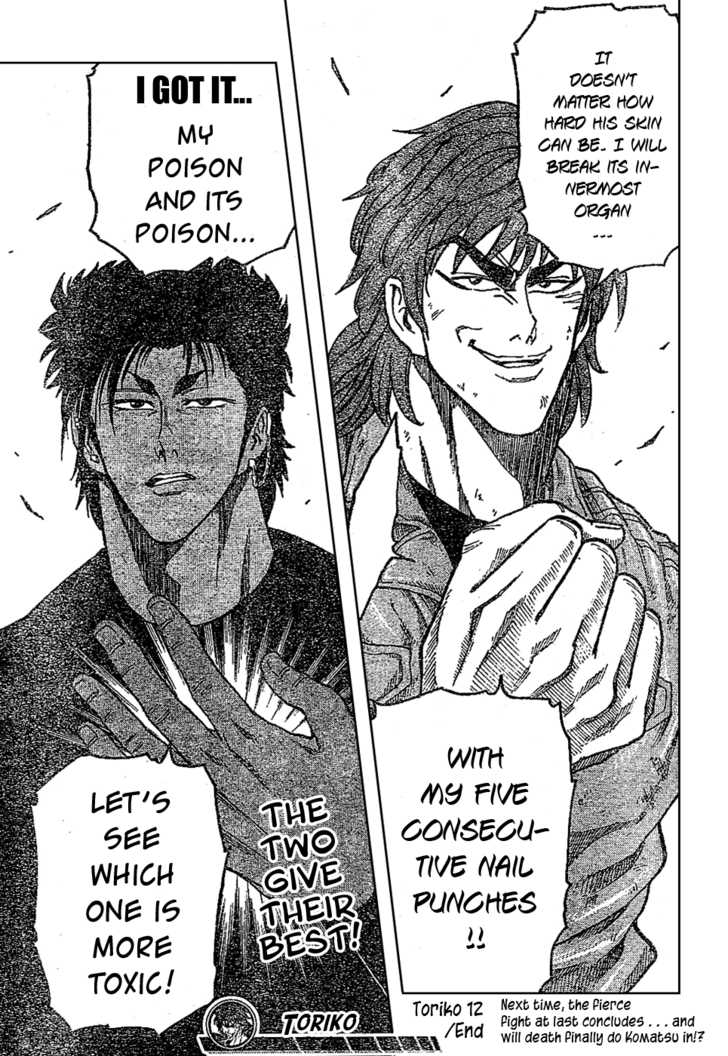 IT
DOESN'T
MATTER HOW
HARD HIS SKIN
CAN BE. I WILL
BREAK ITS IN-
NERMOST
ORGAN
...
WITH
MY FIVE
CONSECU-
TIVE NAIL
PUNCHES
!!
I GOT IT...
MY
POISON
AND ITS
POISON...
LET'S
SEE
WHICH
ONE IS
MORE
TOXIC!
THE
TWO
GIVE
THEIR
BEST!
TORIKO
Toriko 12
/End
Next time, the fierce
fight at last concludes . . . and
will death finally do Komatsu in!?